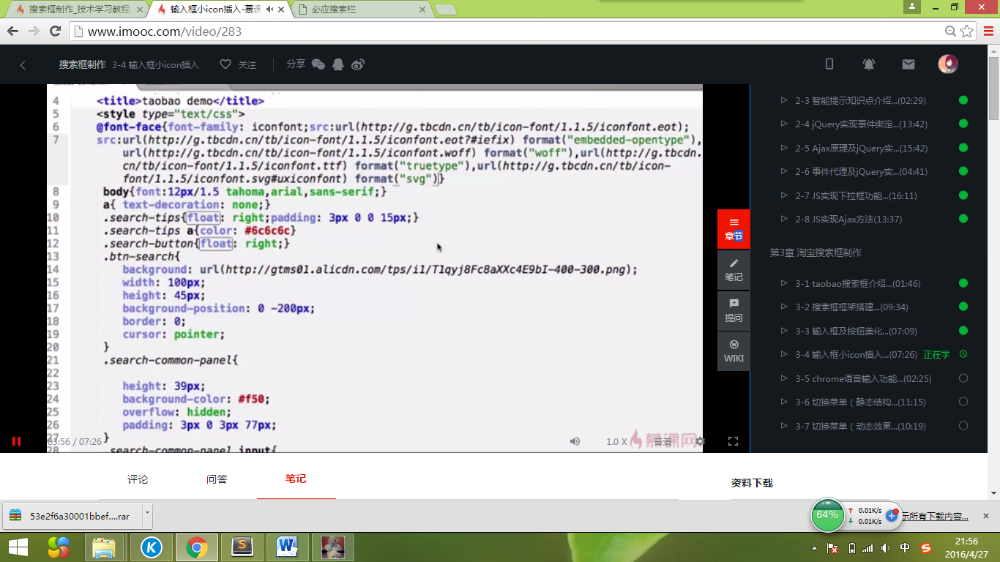 搜索框制作_技术学习教程
输入框小icon插入-慕课
必应搜索栏
www.imooc.com/video/283
搜索框制作 3-4 输入框小icon插入 关注 分享
4 <title>taobao demo</title>
5 <style type="text/css">
6 @font-face{font-family: iconfont;src:url(http://g.tbcdn.cn/tb/icon-font/1.1.5/iconfont.eot);
7 src:url(http://g.tbcdn.cn/tb/icon-font/1.1.5/iconfont.eot?#iefix) format("embedded-opentype"),
url(http://g.tbcdn.cn/tb/icon-font/1.1.5/iconfont.woff) format("woff"),url(http://g.tbcdn.
cn/tb/icon-font/1.1.5/iconfont.ttf) format("truetype"),url(http://g.tbcdn.cn/tb/icon-
font/1.1.5/iconfont.svg#uxiconfont) format("svg")}
8 body{font:12px/1.5 tahoma,arial,sans-serif;}
9 a{ text-decoration: none;}
10 .search-tips{float: right;padding: 3px 0 0 15px;}
11 .search-tips a{color: #6c6c6c}
12 .search-button{float: right;}
13 .btn-search{
14 background: url(http://gtms01.alicdn.com/tps/i1/T1qyj8Fc8aXXc4E9bI-400-300.png);
15 width: 100px;
16 height: 45px;
17 background-position: 0 -200px;
18 border: 0;
19 cursor: pointer;
20 }
21 .search-common-panel{
22
23 height: 39px;
24 background-color: #f50;
25 overflow: hidden;
26 padding: 3px 0 3px 77px;
27 }
28 .search-common-panel input{
03:56 / 07:26
1.0 X
普清
慕课网
章节
笔记
提问
WIKI
2-3 智能提示知识点介绍...(02:29)
2-4 jQuery实现事件绑定...(13:42)
2-5 Ajax原理及jQuery实...(15:42)
2-6 事件代理及jQuery实...(04:41)
2-7 JS实现下拉框功能...(16:11)
2-8 JS实现Ajax方法(13:37)
第3章 淘宝搜索框制作
3-1 taobao搜索框介绍...(01:46)
3-2 搜索框框架搭建...(09:34)
3-3 输入框及按钮美化...(07:09)
3-4 输入框小icon插入...(07:26) 正在学
3-5 chrome语音输入功能...(02:25)
3-6 切换菜单（静态结构...(11:15)
3-7 切换菜单（动态效果...(10:19)
评论 问答 笔记
资料下载
53e2f6a30001bbef....rar
64%
0.01K/s
0.01K/s
示所有下载内容...
中
21:56
2016/4/27